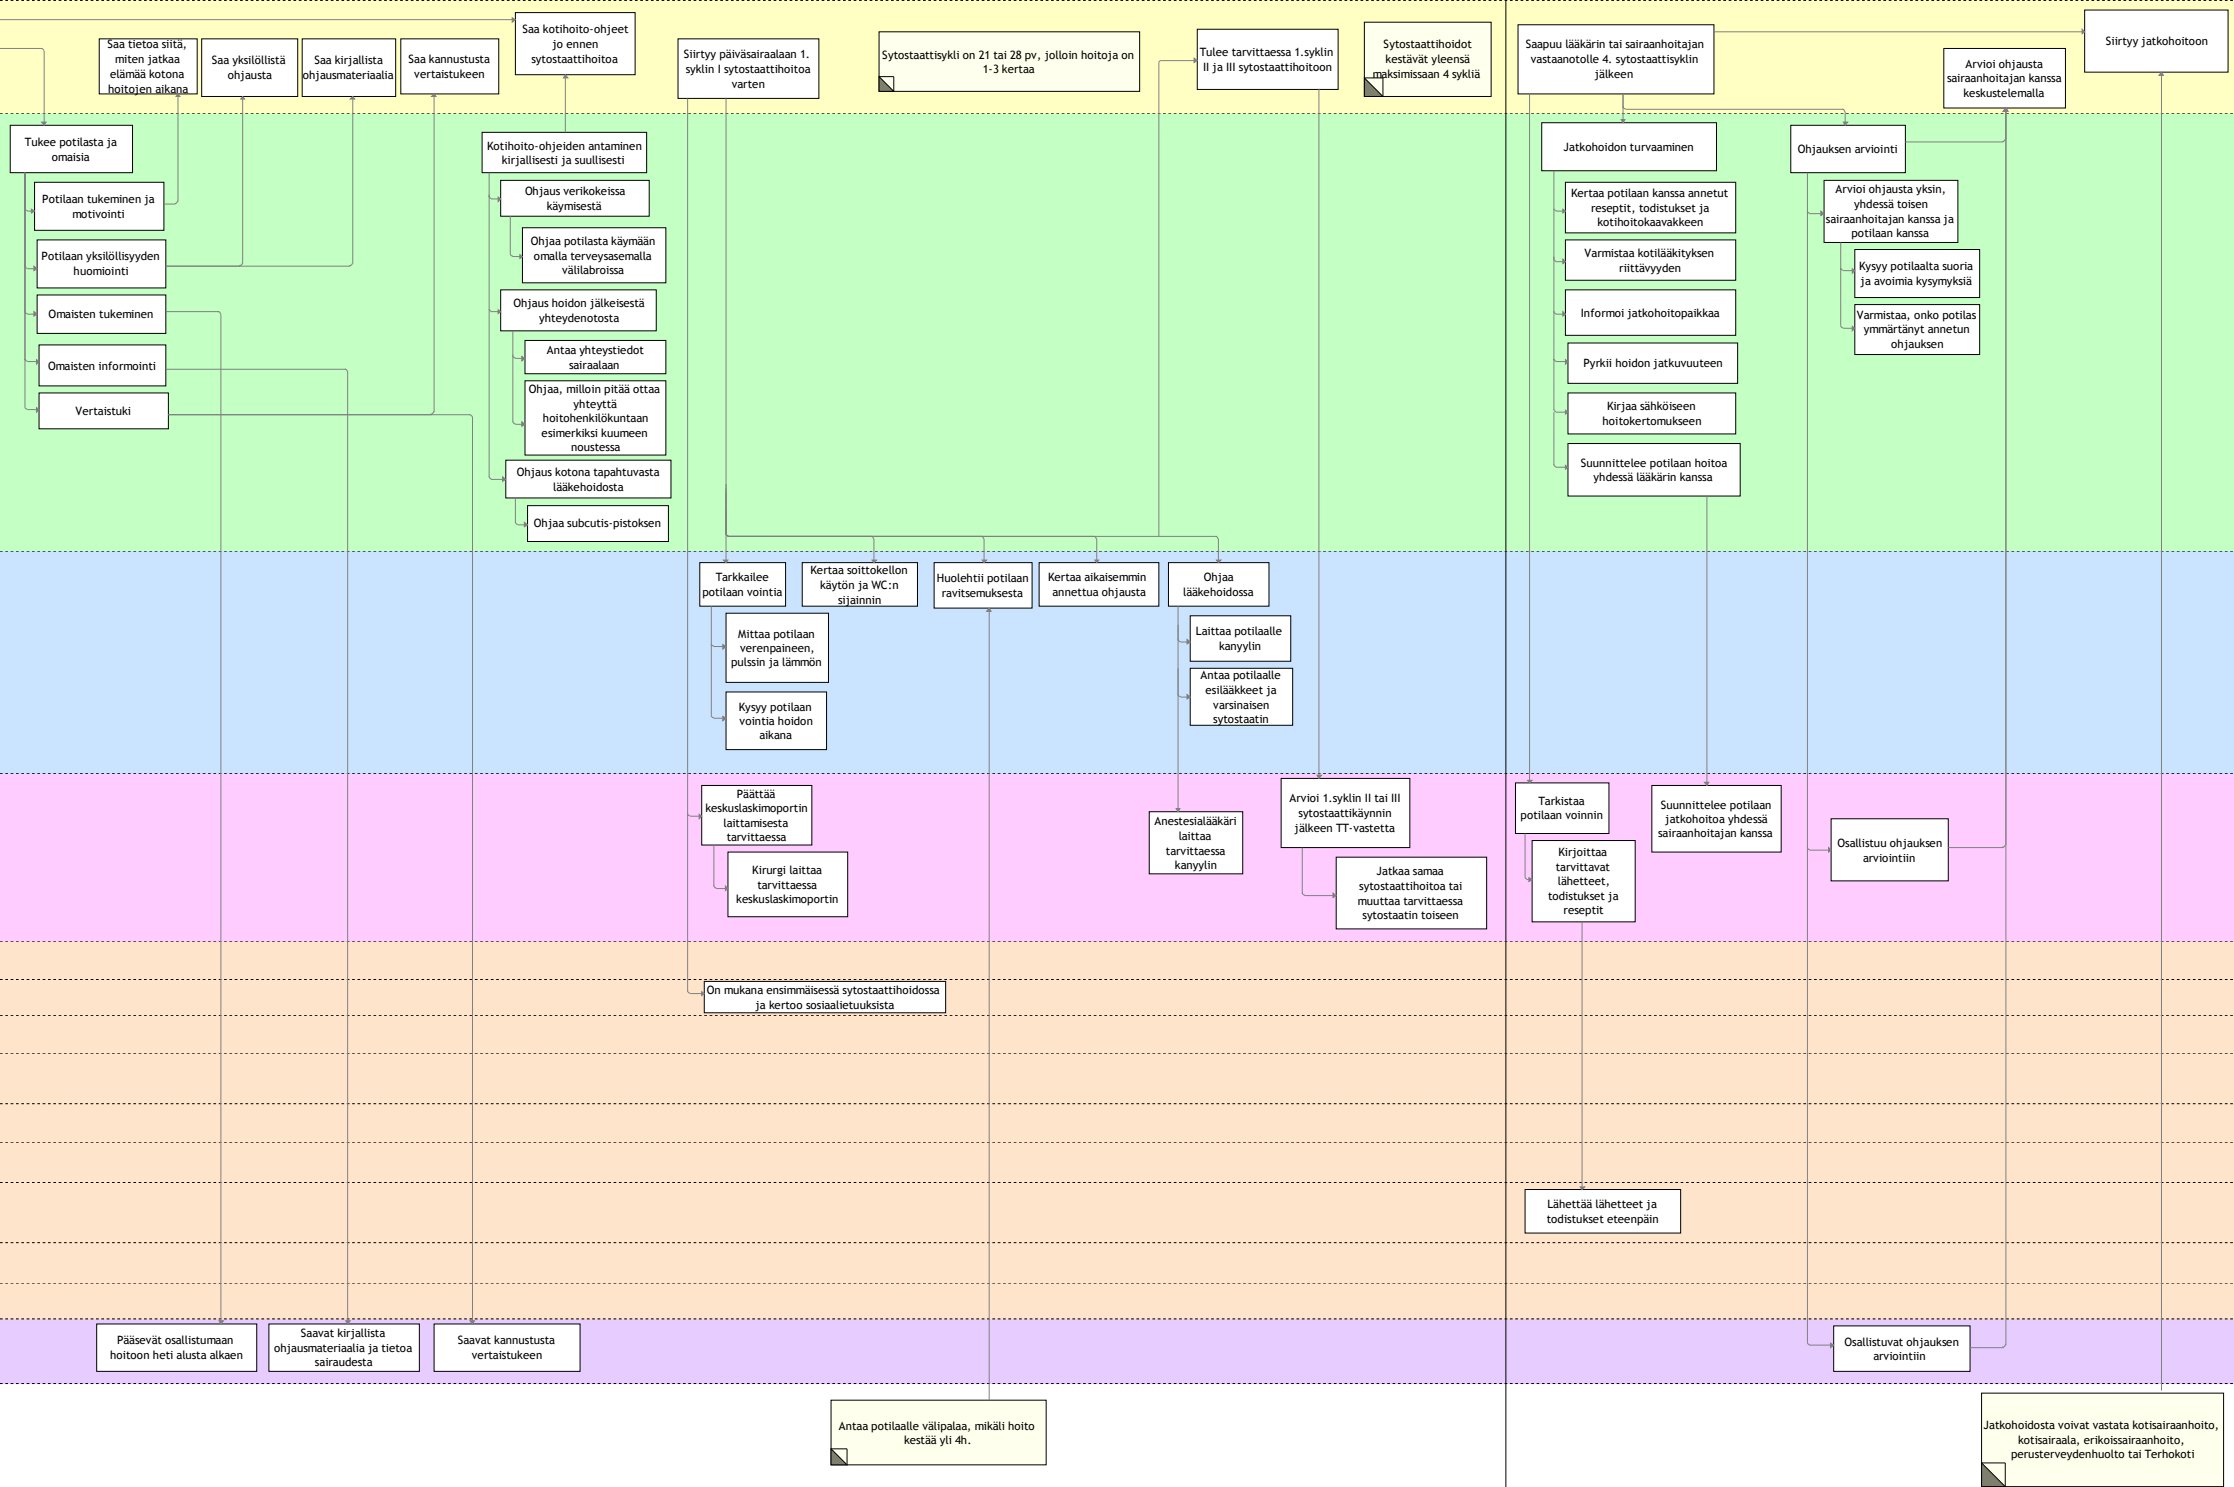 Saa tietoa siitä,
miten jatkaa
elämää kotona
hoitojen aikana
Saa yksilöllistä
ohjausta
Saa kirjallista
ohjausmateriaalia
Saa kannustusta
vertaistukeen
Saa kotihoito-ohjeet
jo ennen
sytostaattihoitoa
Siirtyy päiväsairaalaan 1.
syklin I sytostaattihoitoa
varten
Sytostaattisykli on 21 tai 28 pv, jolloin hoitoja on
1-3 kertaa
Tulee tarvittaessa 1.syklin
II ja III sytostaattihoitoon
Sytostaattihoidot
kestävät yleensä
maksimissaan 4 sykliä
Saapuu lääkärin tai sairaanhoitajan
vastaanotolle 4. sytostaattisyklin
jälkeen
Arvioi ohjausta
sairaanhoitajan kanssa
keskustelemalla
Siirtyy jatkohoitoon
Tukee potilasta ja
omaisia
Potilaan tukeminen ja
motivointi
Potilaan yksilöllisyyden
huomiointi
Omaisten tukeminen
Omaisten informointi
Vertaistuki
Kotihoito-ohjeiden antaminen
kirjallisesti ja suullisesti
Ohjaus verikokeissa
käymisestä
Ohjaa potilasta käymään
omalla terveysasemalla
välilabroissa
Ohjaus hoidon jälkeisestä
yhteydenotosta
Antaa yhteystiedot
sairaalaan
Ohjaa, milloin pitää ottaa
yhteyttä
hoitohenkilökuntaan
esimerkiksi kuumeen
noustessa
Ohjaus kotona tapahtuvasta
lääkehoidosta
Ohjaa subcutis-pistoksen
Jatkohoidon turvaaminen
Kertaa potilaan kanssa annetut
reseptit, todistukset ja
kotihoitokaavakkeen
Varmistaa kotilääkityksen
riittävyyden
Informoi jatkohoitopaikkaa
Pyrkii hoidon jatkuvuuteen
Kirjaa sähköiseen
hoitokertomukseen
Suunnittelee potilaan hoitoa
yhdessä lääkärin kanssa
Ohjauksen arviointi
Arvioi ohjausta yksin,
yhdessä toisen
sairaanhoitajan kanssa ja
potilaan kanssa
Kysyy potilaalta suoria
ja avoimia kysymyksiä
Varmistaa, onko potilas
ymmärtänyt annetun
ohjauksen
Tarkkailee
potilaan vointia
Mittaa potilaan
verenpaineen,
pulssin ja lämmön
Kysyy potilaan
vointia hoidon
aikana
Kertaa soittokellon
käytön ja WC:n
sijainnin
Huolehtii potilaan
ravitsemuksesta
Kertaa aikaisemmin
annettua ohjausta
Ohjaa
lääkehoidossa
Laittaa potilaalle
kanyylin
Antaa potilaalle
esilääkkeet ja
varsinaisen
sytostaatin
Päättää
keskuslaskimoportin
laittamisesta
tarvittaessa
Kirurgi laittaa
tarvittaessa
keskuslaskimoportin
Anestesialääkäri
laittaa
tarvittaessa
kanyylin
Arvioi 1.syklin II tai III
sytostaattikäynnin
jälkeen TT-vastetta
Jatkaa samaa
sytostaattihoitoa tai
muuttaa tarvittaessa
sytostaatin toiseen
Tarkistaa
potilaan voinnin
Kirjoittaa
tarvittavat
lähetteet,
todistukset ja
reseptit
Suunnittelee potilaan
jatkohoitoa yhdessä
sairaanhoitajan kanssa
Osallistuu ohjauksen
arviointiin
On mukana ensimmäisessä sytostaattihoidossa
ja kertoo sosiaalietuuksista
Lähettää lähetteet ja
todistukset eteenpäin
Pääsevät osallistumaan
hoitoon heti alusta alkaen
Saavat kirjallista
ohjausmateriaalia ja tietoa
sairaudesta
Saavat kannustusta
vertaistukeen
Osallistuvat ohjauksen
arviointiin
Antaa potilaalle välipalaa, mikäli hoito
kestää yli 4h.
Jatkohoidosta voivat vastata kotisairaanhoito,
kotisairaala, erikoissairaanhoito,
perusterveydenhuolto tai Terhokoti